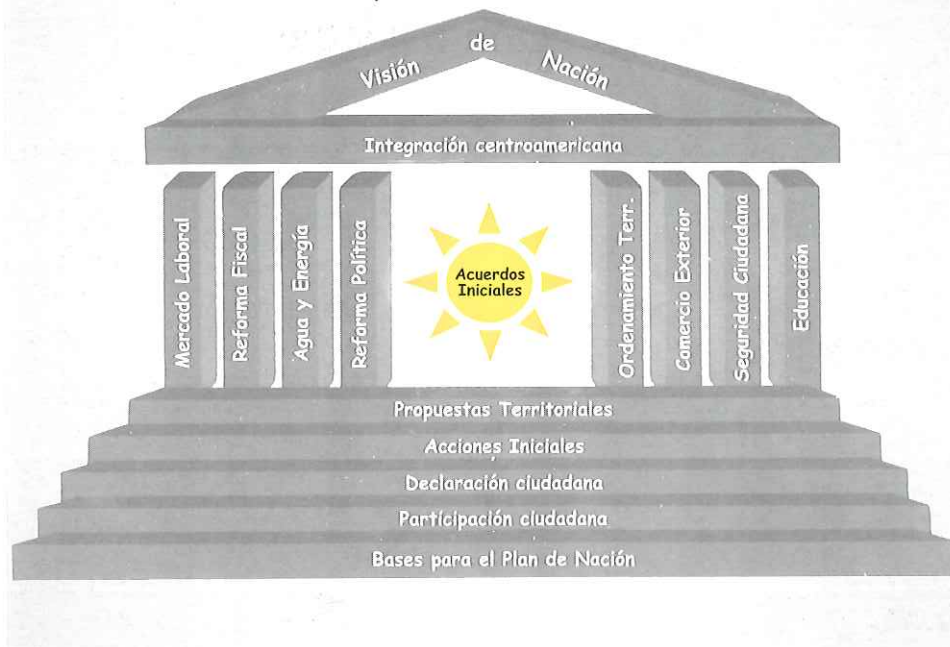 Visión de Nación
Integración centroamericana
Mercado Laboral
Reforma Fiscal
Agua y Energía
Reforma Política
Acuerdos
Iniciales
Ordenamiento Terr.
Comercio Exterior
Seguridad Ciudadana
Educación
Propuestas Territoriales
Acciones Iniciales
Declaración ciudadana
Participación ciudadana
Bases para el Plan de Nación